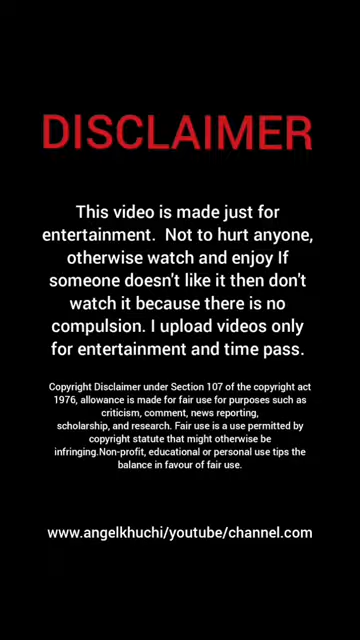 DISCLAIMER
This video is made just for
entertainment. Not to hurt anyone,
otherwise watch and enjoy If
someone doesn't like it then don't
watch it because there is no
compulsion. I upload videos only
for entertainment and time pass.
Copyright Disclaimer under Section 107 of the copyright act
1976, allowance is made for fair use for purposes such as
criticism, comment, news reporting,
scholarship, and research. Fair use is a use permitted by
copyright statute that might otherwise be
infringing.Non-profit, educational or personal use tips the
balance in favour of fair use.
www.angelkhuchi/youtube/channel.com